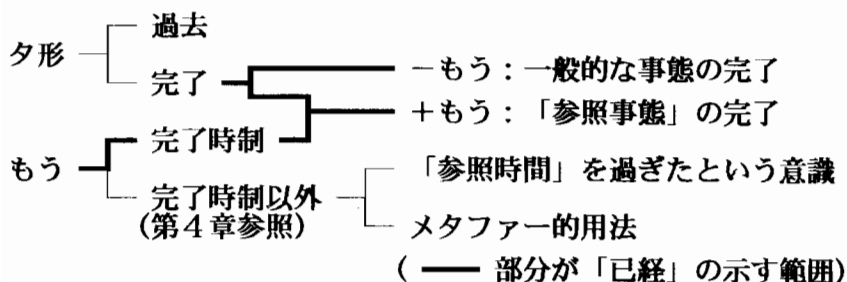 過去
タ形
完了
－もう：一般的な事態の完了
＋もう：「参照事態」の完了
完了時制
もう
「参照時間」を過ぎたという意識
完了時制以外
(第４章参照)
メタファー的用法
( ━━ 部分が「已経」の示す範囲)